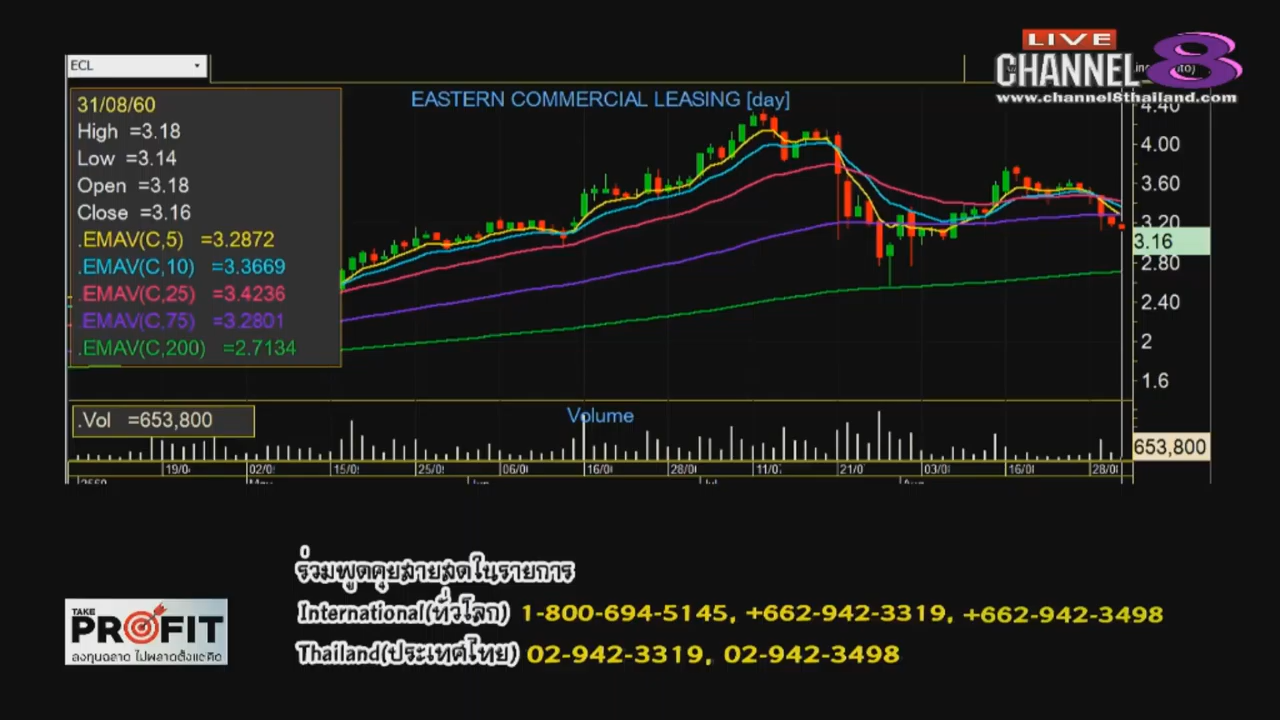 ECL
LIVE
CHANNEL 8
www.channel8thailand.com
31/08/60
High =3.18
Low =3.14
Open =3.18
Close =3.16
.EMAV(C,5) =3.2872
.EMAV(C,10) =3.3669
.EMAV(C,25) =3.4236
.EMAV(C,75) =3.2801
.EMAV(C,200) =2.7134
EASTERN COMMERCIAL LEASING [day]
4.40
4.00
3.60
3.20
3.16
2.80
2.40
2
1.6
.Vol =653,800
Volume
653,800
19/0 02/0 15/0 25/0 06/0 16/0 28/0 11/0 21/0 03/0 16/0 28/0
ร่วมพูดคุยสายสดในรายการ
International(ทั่วโลก) 1-800-694-5145, +662-942-3319, +662-942-3498
Thailand(ประเทศไทย) 02-942-3319, 02-942-3498
TAKE
PROFIT
ลงทุนฉลาด ไม่พลาดตั้งแต่คิด